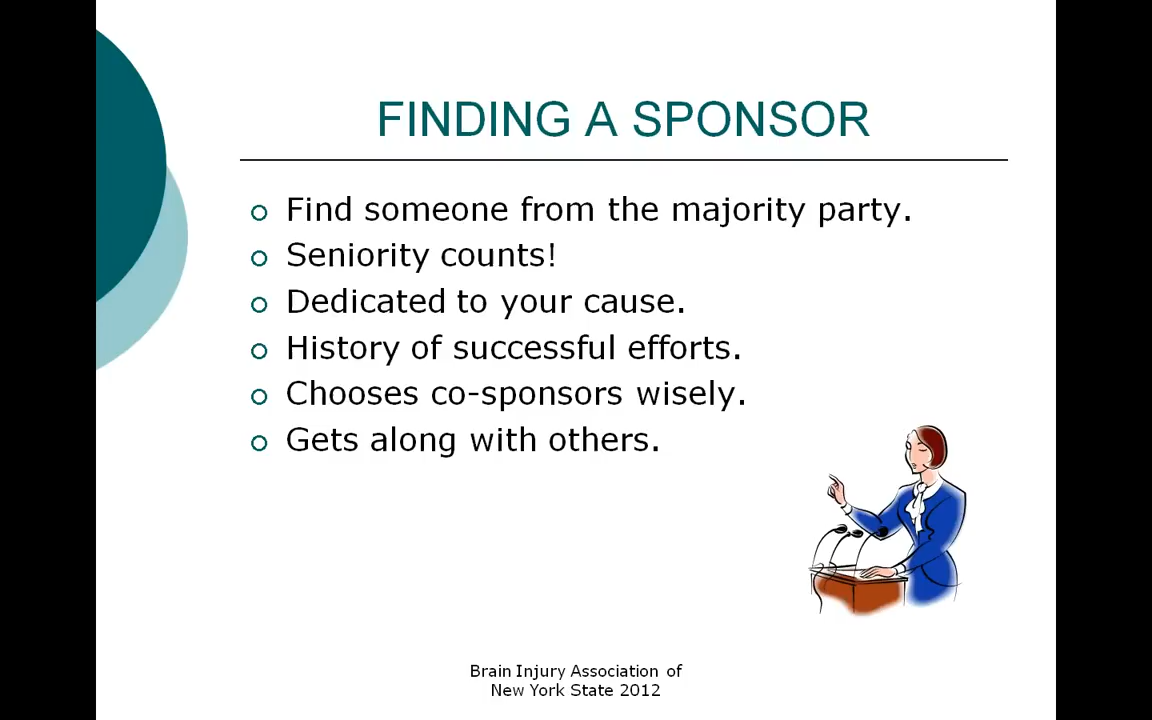 FINDING A SPONSOR
Find someone from the majority party.
Seniority counts!
Dedicated to your cause.
History of successful efforts.
Chooses co-sponsors wisely.
Gets along with others.
Brain Injury Association of
New York State 2012